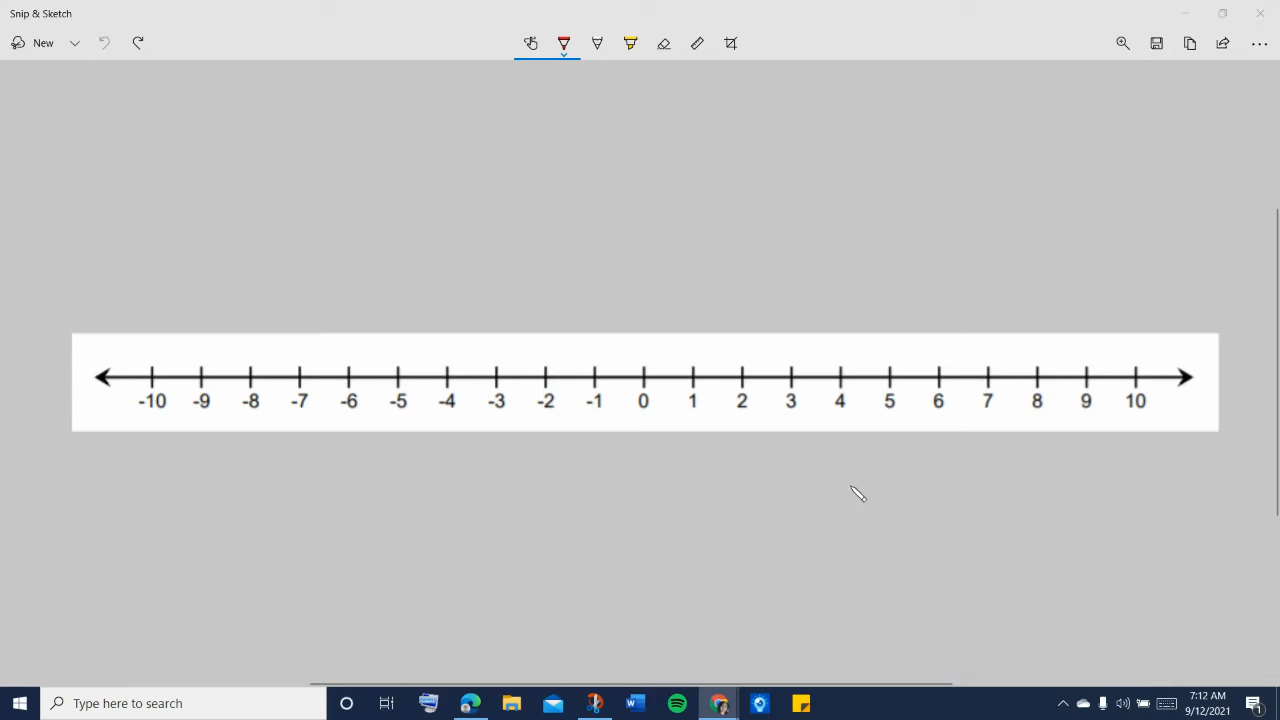 Snip & Sketch
New
-10 -9 -8 -7 -6 -5 -4 -3 -2 -1 0 1 2 3 4 5 6 7 8 9 10
Type here to search
7:12 AM
9/12/2021
1